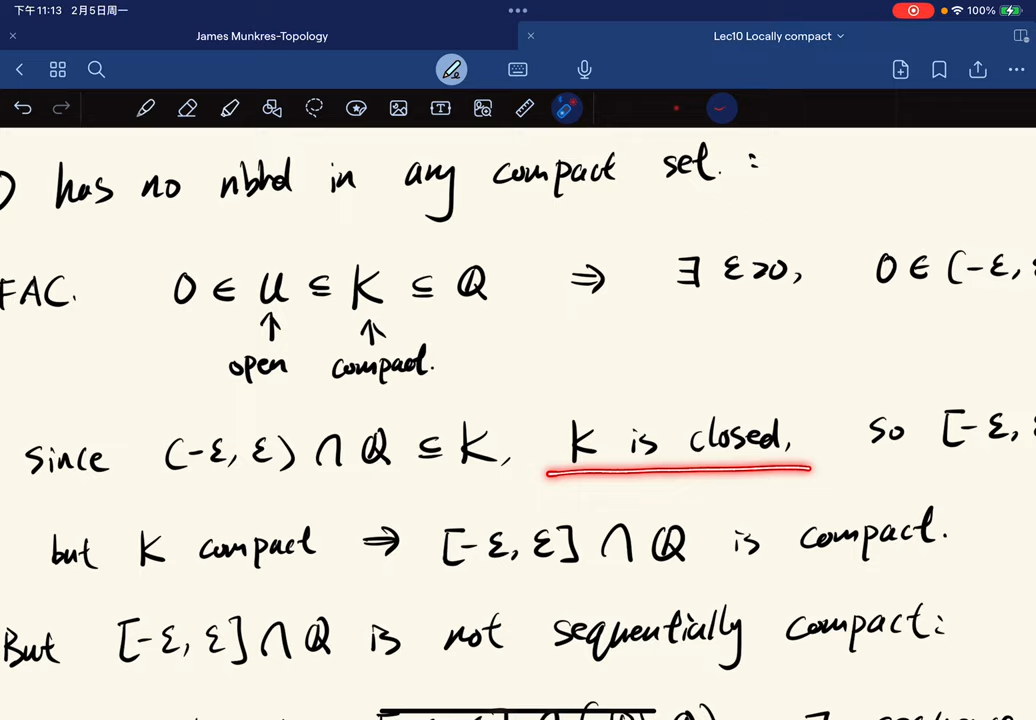 下午11:13 2月5日周一
100%
James Munkres-Topology
Lec10 Locally compact
0 has no nbhd in any compact set. :
FAC. 0 ∈ U ⊆ K ⊆ Q ⇒ ∃ ε>0, 0 ∈ (-ε,
↑ ↑
open compact.
since (-ε, ε) ∩ Q ⊆ K, K is closed, so [-ε,
but K compact ⇒ [-ε, ε] ∩ Q is compact.
But [-ε, ε] ∩ Q is not sequentially compact: